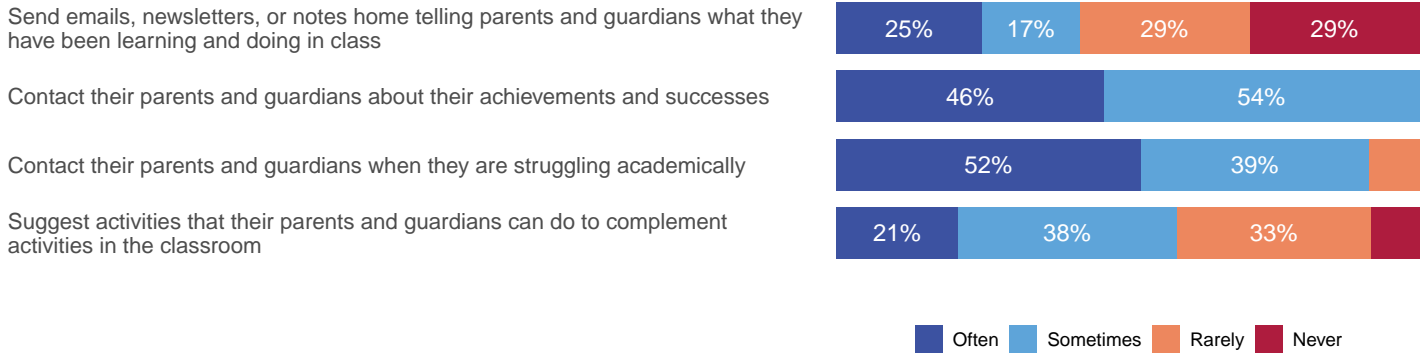 Send emails, newsletters, or notes home telling parents and guardians what they
have been learning and doing in class
25% 17% 29% 29%
Contact their parents and guardians about their achievements and successes
46% 54%
Contact their parents and guardians when they are struggling academically
52% 39%
Suggest activities that their parents and guardians can do to complement
activities in the classroom
21% 38% 33%
Often Sometimes Rarely Never